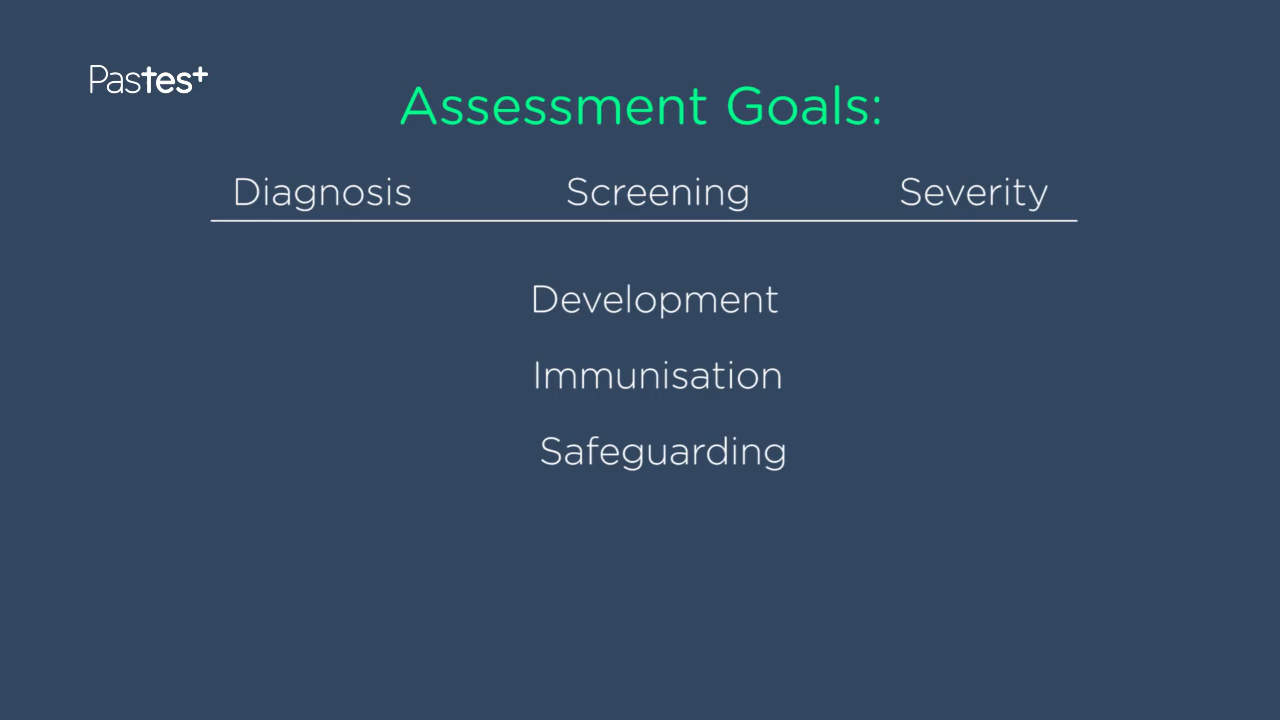 Pastest
Assessment Goals:
Diagnosis Screening Severity
Development
Immunisation
Safeguarding